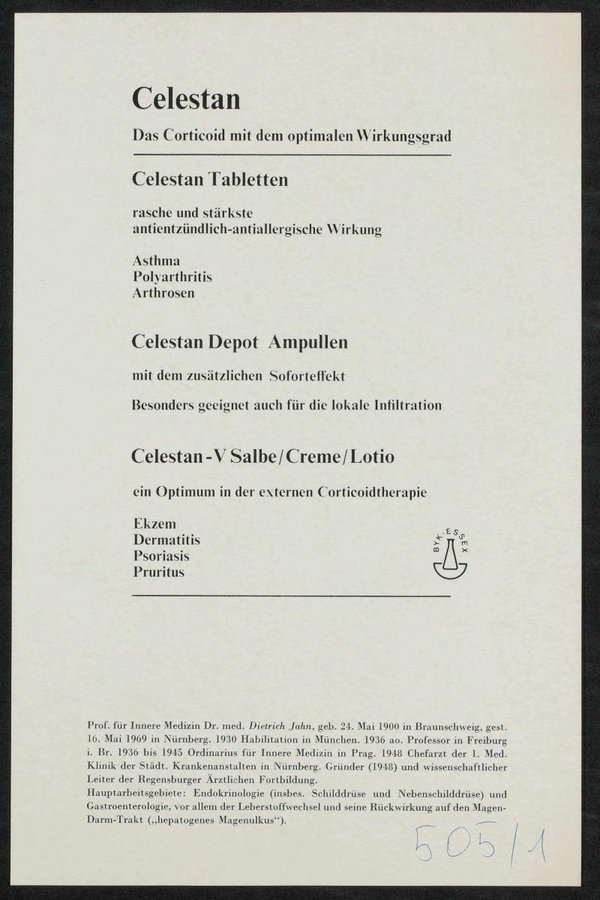 Celestan
Das Corticoid mit dem optimalen Wirkungsgrad
Celestan Tabletten
rasche und stärkste
antientzündlich-antiallergische Wirkung
Asthma
Polyarthritis
Arthrosen
Celestan Depot Ampullen
mit dem zusätzlichen Soforteffekt
Besonders geeignet auch für die lokale Infiltration
Celestan-V Salbe/Creme/Lotio
ein Optimum in der externen Corticoidtherapie
Ekzem
Dermatitis
Psoriasis
Pruritus
BYK-ESSEX
Prof. für Innere Medizin Dr. med. Dietrich Jahn, geb. 24. Mai 1900 in Braunschweig, gest.
16. Mai 1969 in Nürnberg. 1930 Habilitation in München. 1936 ao. Professor in Freiburg
i. Br. 1936 bis 1945 Ordinarius für Innere Medizin in Prag. 1948 Chefarzt der 1. Med.
Klinik der Städt. Krankenanstalten in Nürnberg. Gründer (1948) und wissenschaftlicher
Leiter der Regensburger Ärztlichen Fortbildung.
Hauptarbeitsgebiete: Endokrinologie (insbes. Schilddrüse und Nebenschilddrüse) und
Gastroenterologie, vor allem der Leberstoffwechsel und seine Rückwirkung auf den Magen-
Darm-Trakt („hepatogenes Magenulkus“).
505/1